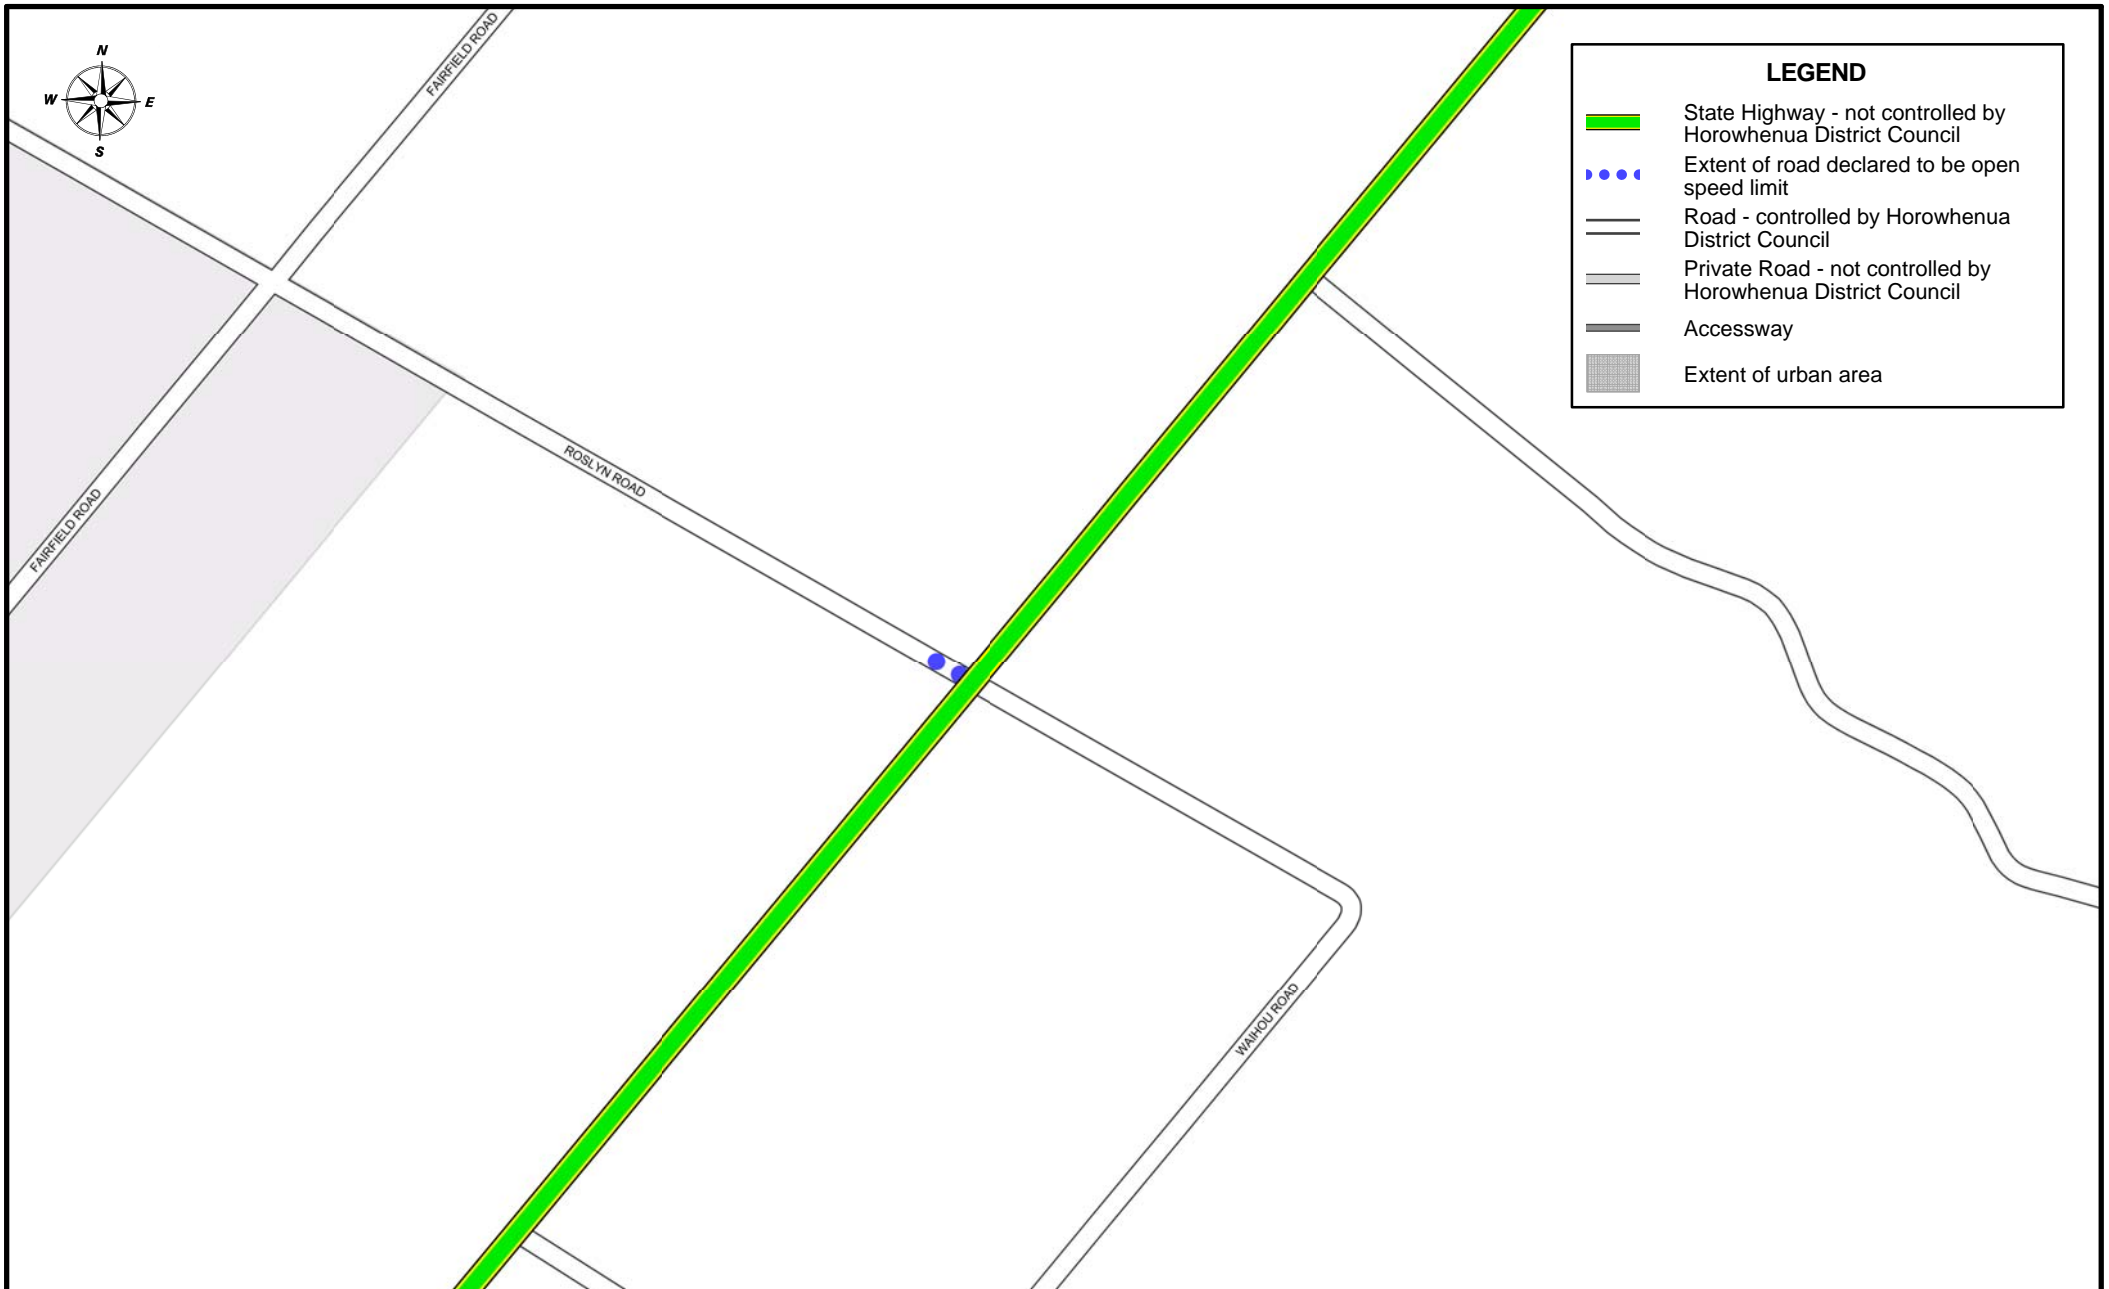 N
W
E
S
FAIRFIELD ROAD
LEGEND
State Highway - not controlled by
Horowhenua District Council
Extent of road declared to be open
speed limit
Road - controlled by Horowhenua
District Council
Private Road - not controlled by
Horowhenua District Council
Accessway
Extent of urban area
ROSLYN ROAD
FAIRFIELD ROAD
WAIHOU ROAD